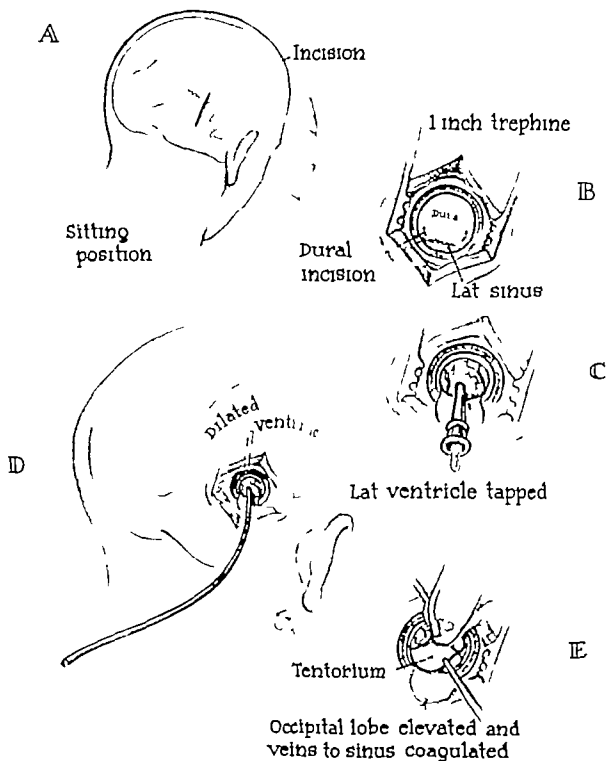 A
Incision
Sitting
position
1 inch trephine
B
Dura
Dural
incision
Lat sinus
C
Lat ventricle tapped
D
Dilated
E
Tentorium
Occipital lobe elevated and
veins to sinus coagulated